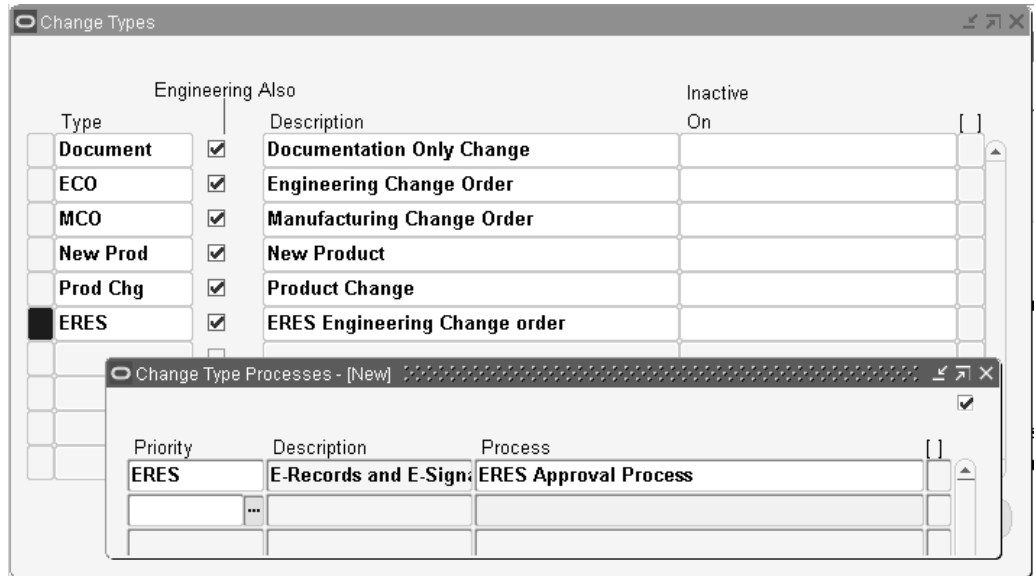 Change Types
Engineering Also
Inactive
Type Description On [ ]
Document Documentation Only Change
ECO Engineering Change Order
MCO Manufacturing Change Order
New Prod New Product
Prod Chg Product Change
ERES ERES Engineering Change order
Change Type Processes - [New]
Priority Description Process [ ]
ERES E-Records and E-Signa ERES Approval Process
...